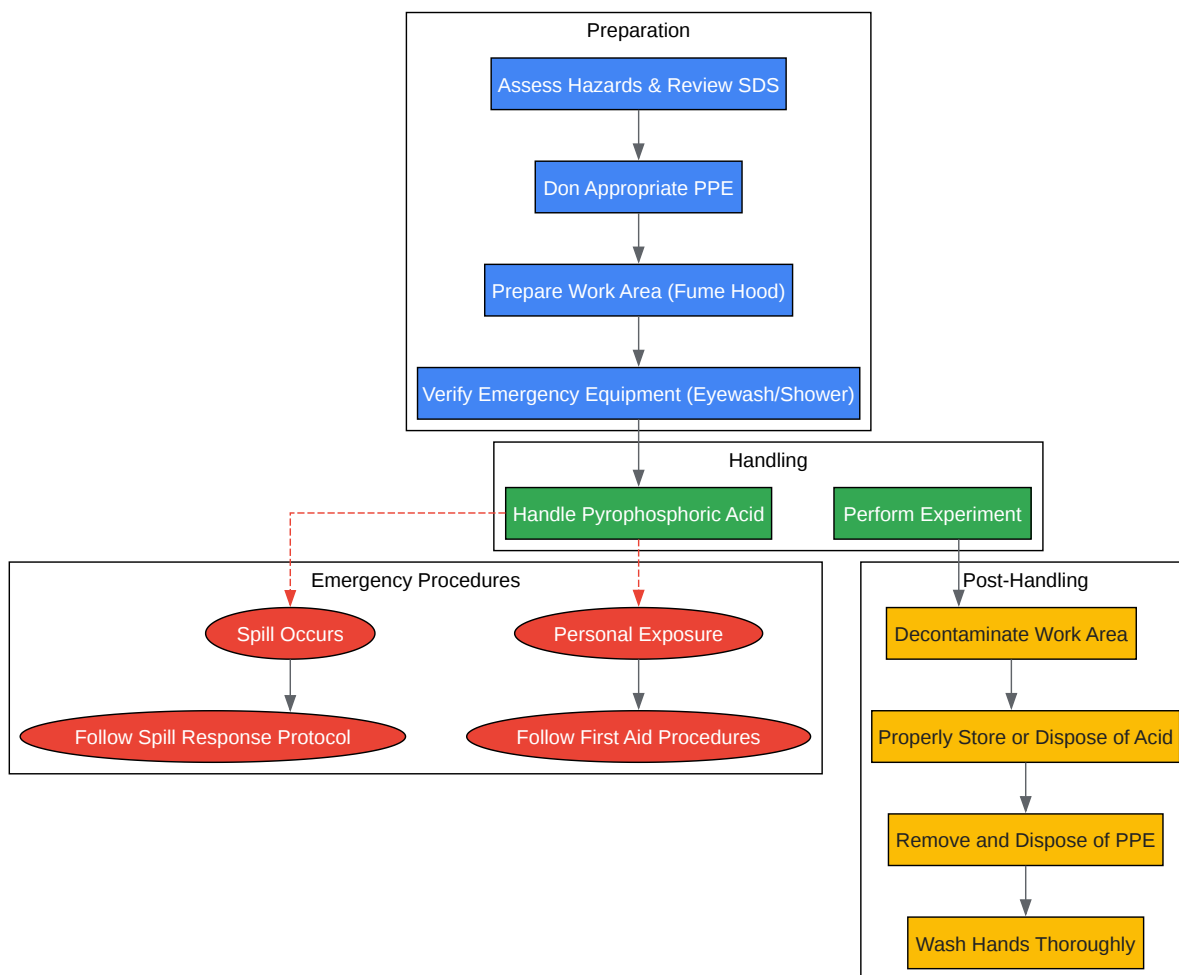 Preparation
Assess Hazards & Review SDS
Don Appropriate PPE
Prepare Work Area (Fume Hood)
Verify Emergency Equipment (Eyewash/Shower)
Handling
Handle Pyrophosphoric Acid
Perform Experiment
Emergency Procedures
Spill Occurs
Personal Exposure
Follow Spill Response Protocol
Follow First Aid Procedures
Post-Handling
Decontaminate Work Area
Properly Store or Dispose of Acid
Remove and Dispose of PPE
Wash Hands Thoroughly